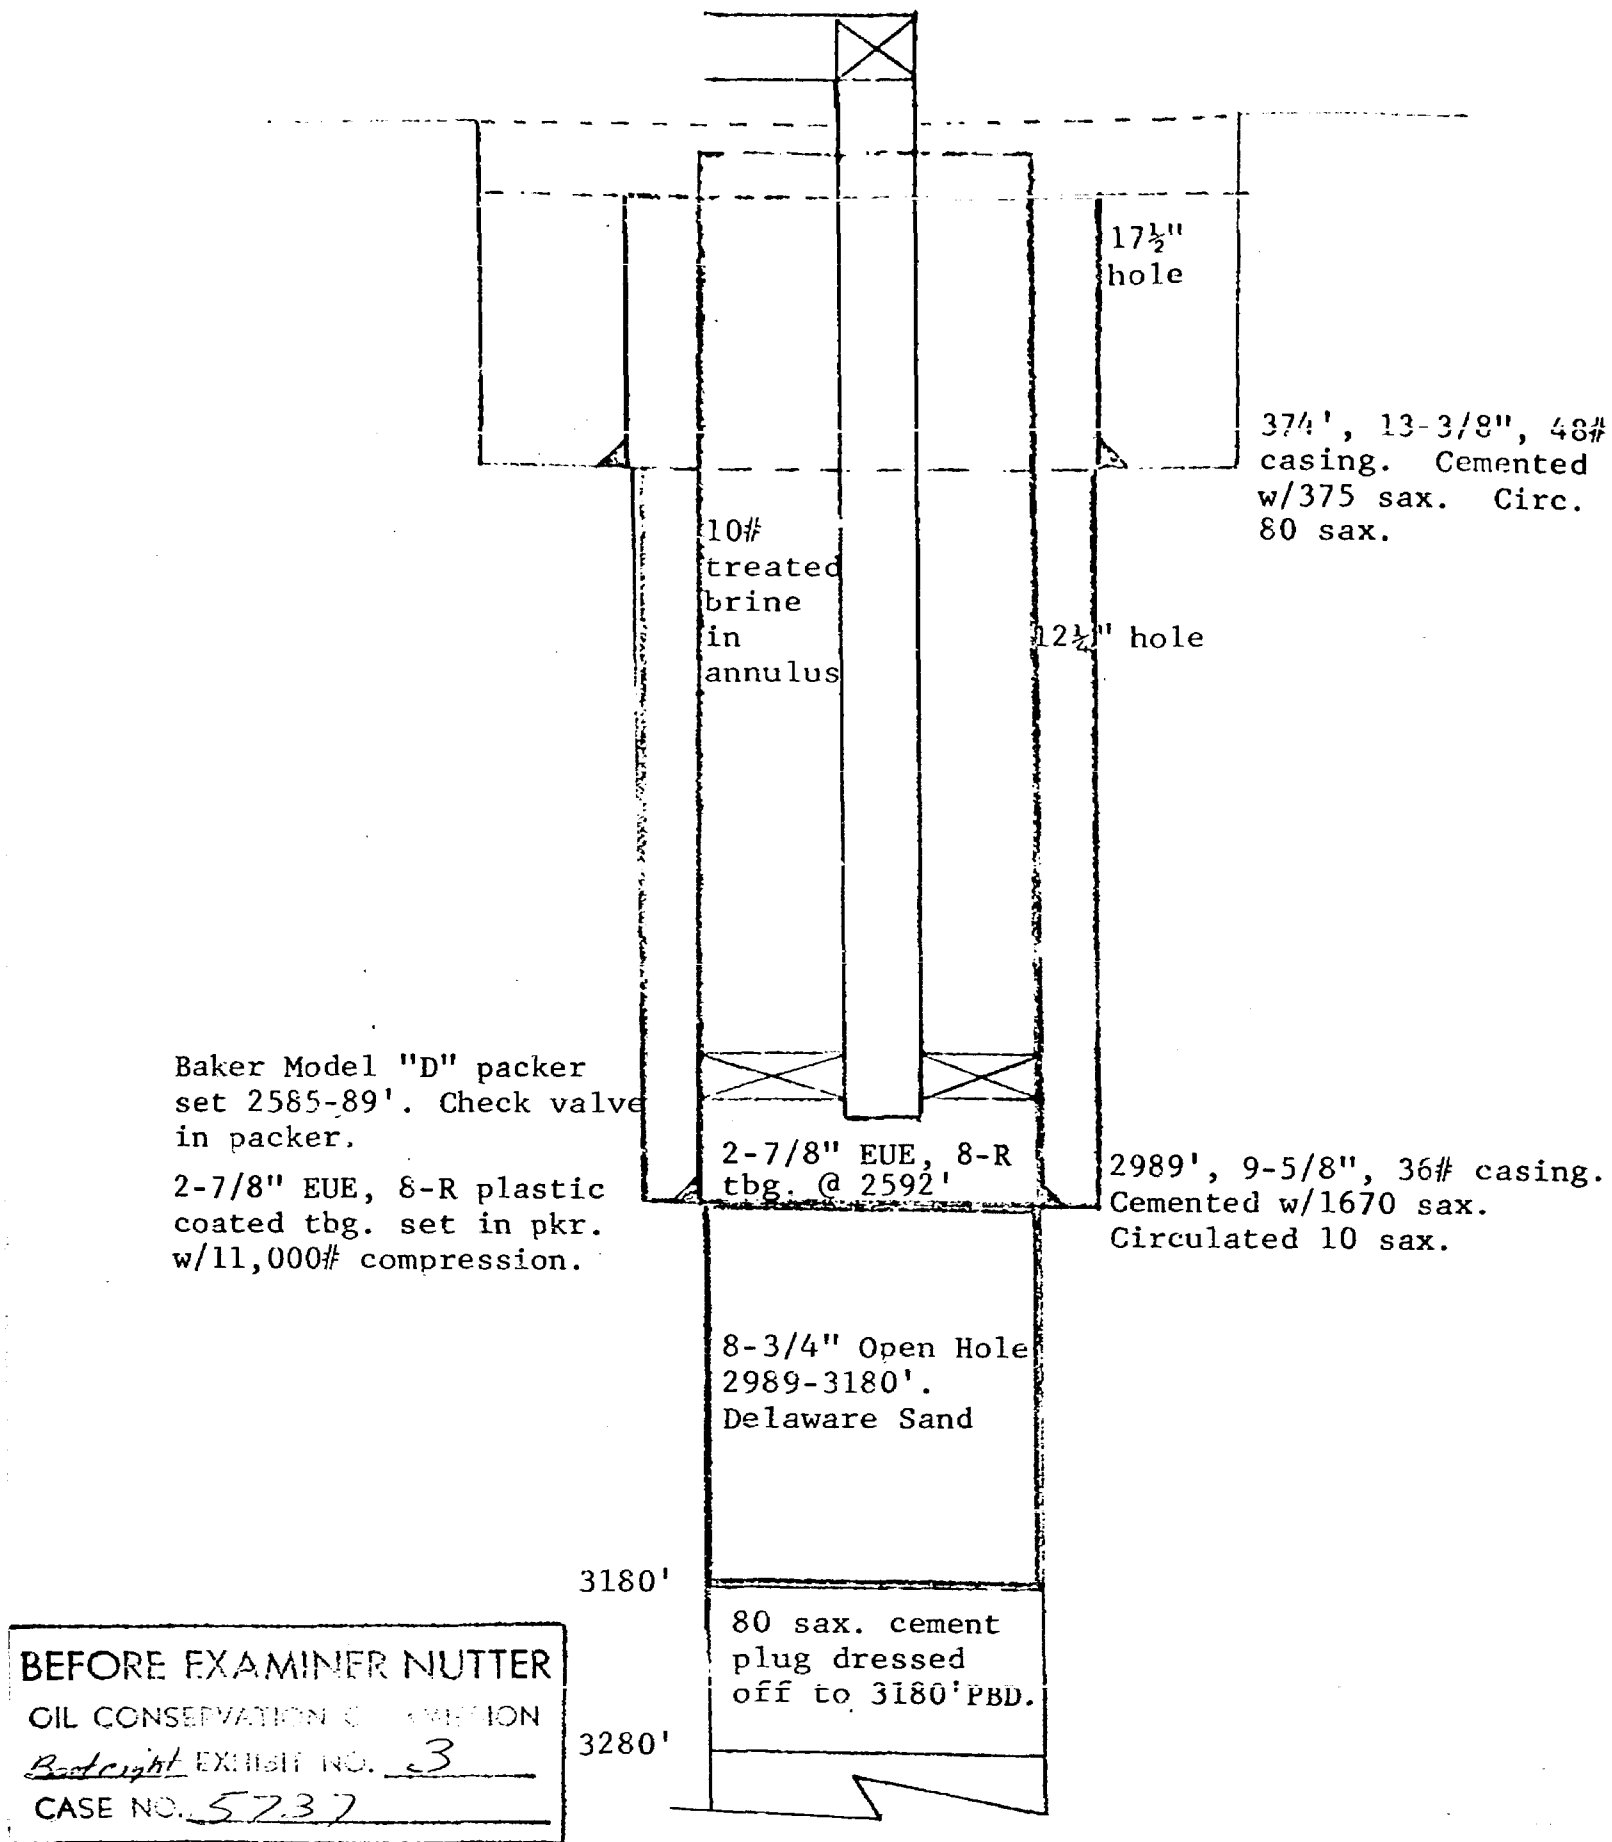 17½"
hole
374', 13-3/8", 48#
casing. Cemented
w/375 sax. Circ.
80 sax.
10#
treated
brine
in
annulus
12¼" hole
Baker Model "D" packer
set 2585-89'. Check valve
in packer.
2-7/8" EUE, 8-R plastic
coated tbg. set in pkr.
w/11,000# compression.
2-7/8" EUE, 8-R
tbg. @ 2592'
2989', 9-5/8", 36# casing.
Cemented w/1670 sax.
Circulated 10 sax.
8-3/4" Open Hole
2989-3180'.
Delaware Sand
3180'
80 sax. cement
plug dressed
off to 3180'PBD.
3280'
BEFORE EXAMINER NUTTER
OIL CONSERVATION COMMISSION
EXHIBIT NO. 3
CASE NO. 5737